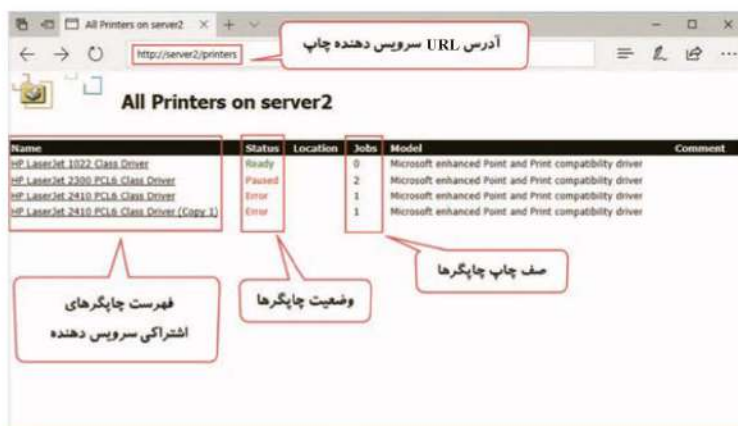 All Printers on server2
http://server2/printers
آدرس URL سرویس دهنده چاپ
All Printers on server2
Name Status Location Jobs Model Comment
HP LaserJet 1022 Class Driver Ready 0 Microsoft enhanced Point and Print compatibility driver
HP LaserJet 2300 PCL6 Class Driver Paused 2 Microsoft enhanced Point and Print compatibility driver
HP LaserJet 2410 PCL6 Class Driver Error 1 Microsoft enhanced Point and Print compatibility driver
HP LaserJet 2410 PCL6 Class Driver (Copy 1) Error 1 Microsoft enhanced Point and Print compatibility driver
صف چاپ چاپگرها
وضعیت چاپگرها
فهرست چاپگرهای
اشتراکی سرویس دهنده